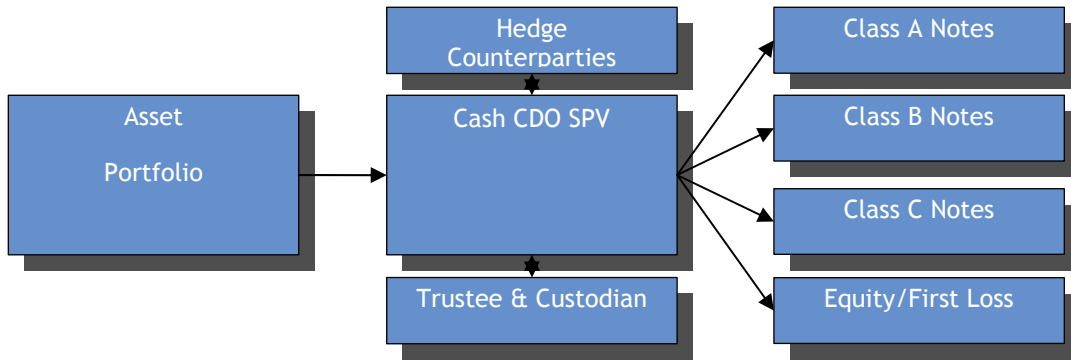 Hedge
Counterparties
Class A Notes
Asset
Portfolio
Cash CDO SPV
Class B Notes
Class C Notes
Trustee & Custodian
Equity/First Loss